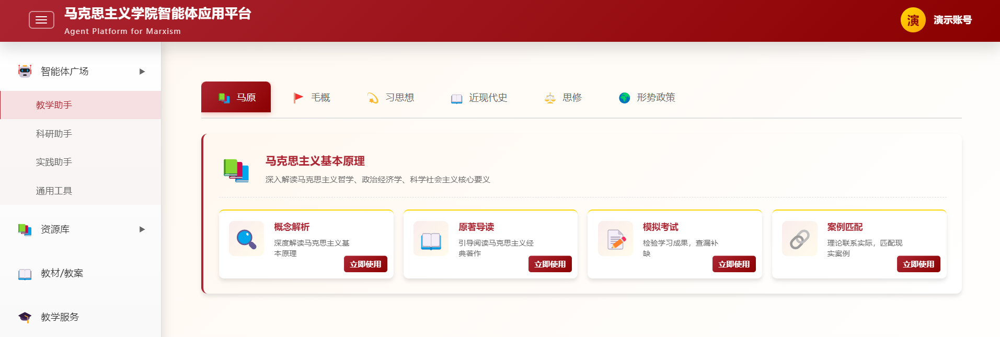 马克思主义学院智能体应用平台
Agent Platform for Marxism
演
演示账号
智能体广场
教学助手
科研助手
实践助手
通用工具
资源库
教材/教案
教学服务
马原
毛概
习思想
近现代史
思修
形势政策
马克思主义基本原理
深入解读马克思主义哲学、政治经济学、科学社会主义核心要义
概念解析
深度解读马克思主义基
本原理
立即使用
原著导读
引导阅读马克思主义经
典著作
立即使用
模拟考试
检验学习成果，查漏补
缺
立即使用
案例匹配
理论联系实际，匹配现
实案例
立即使用